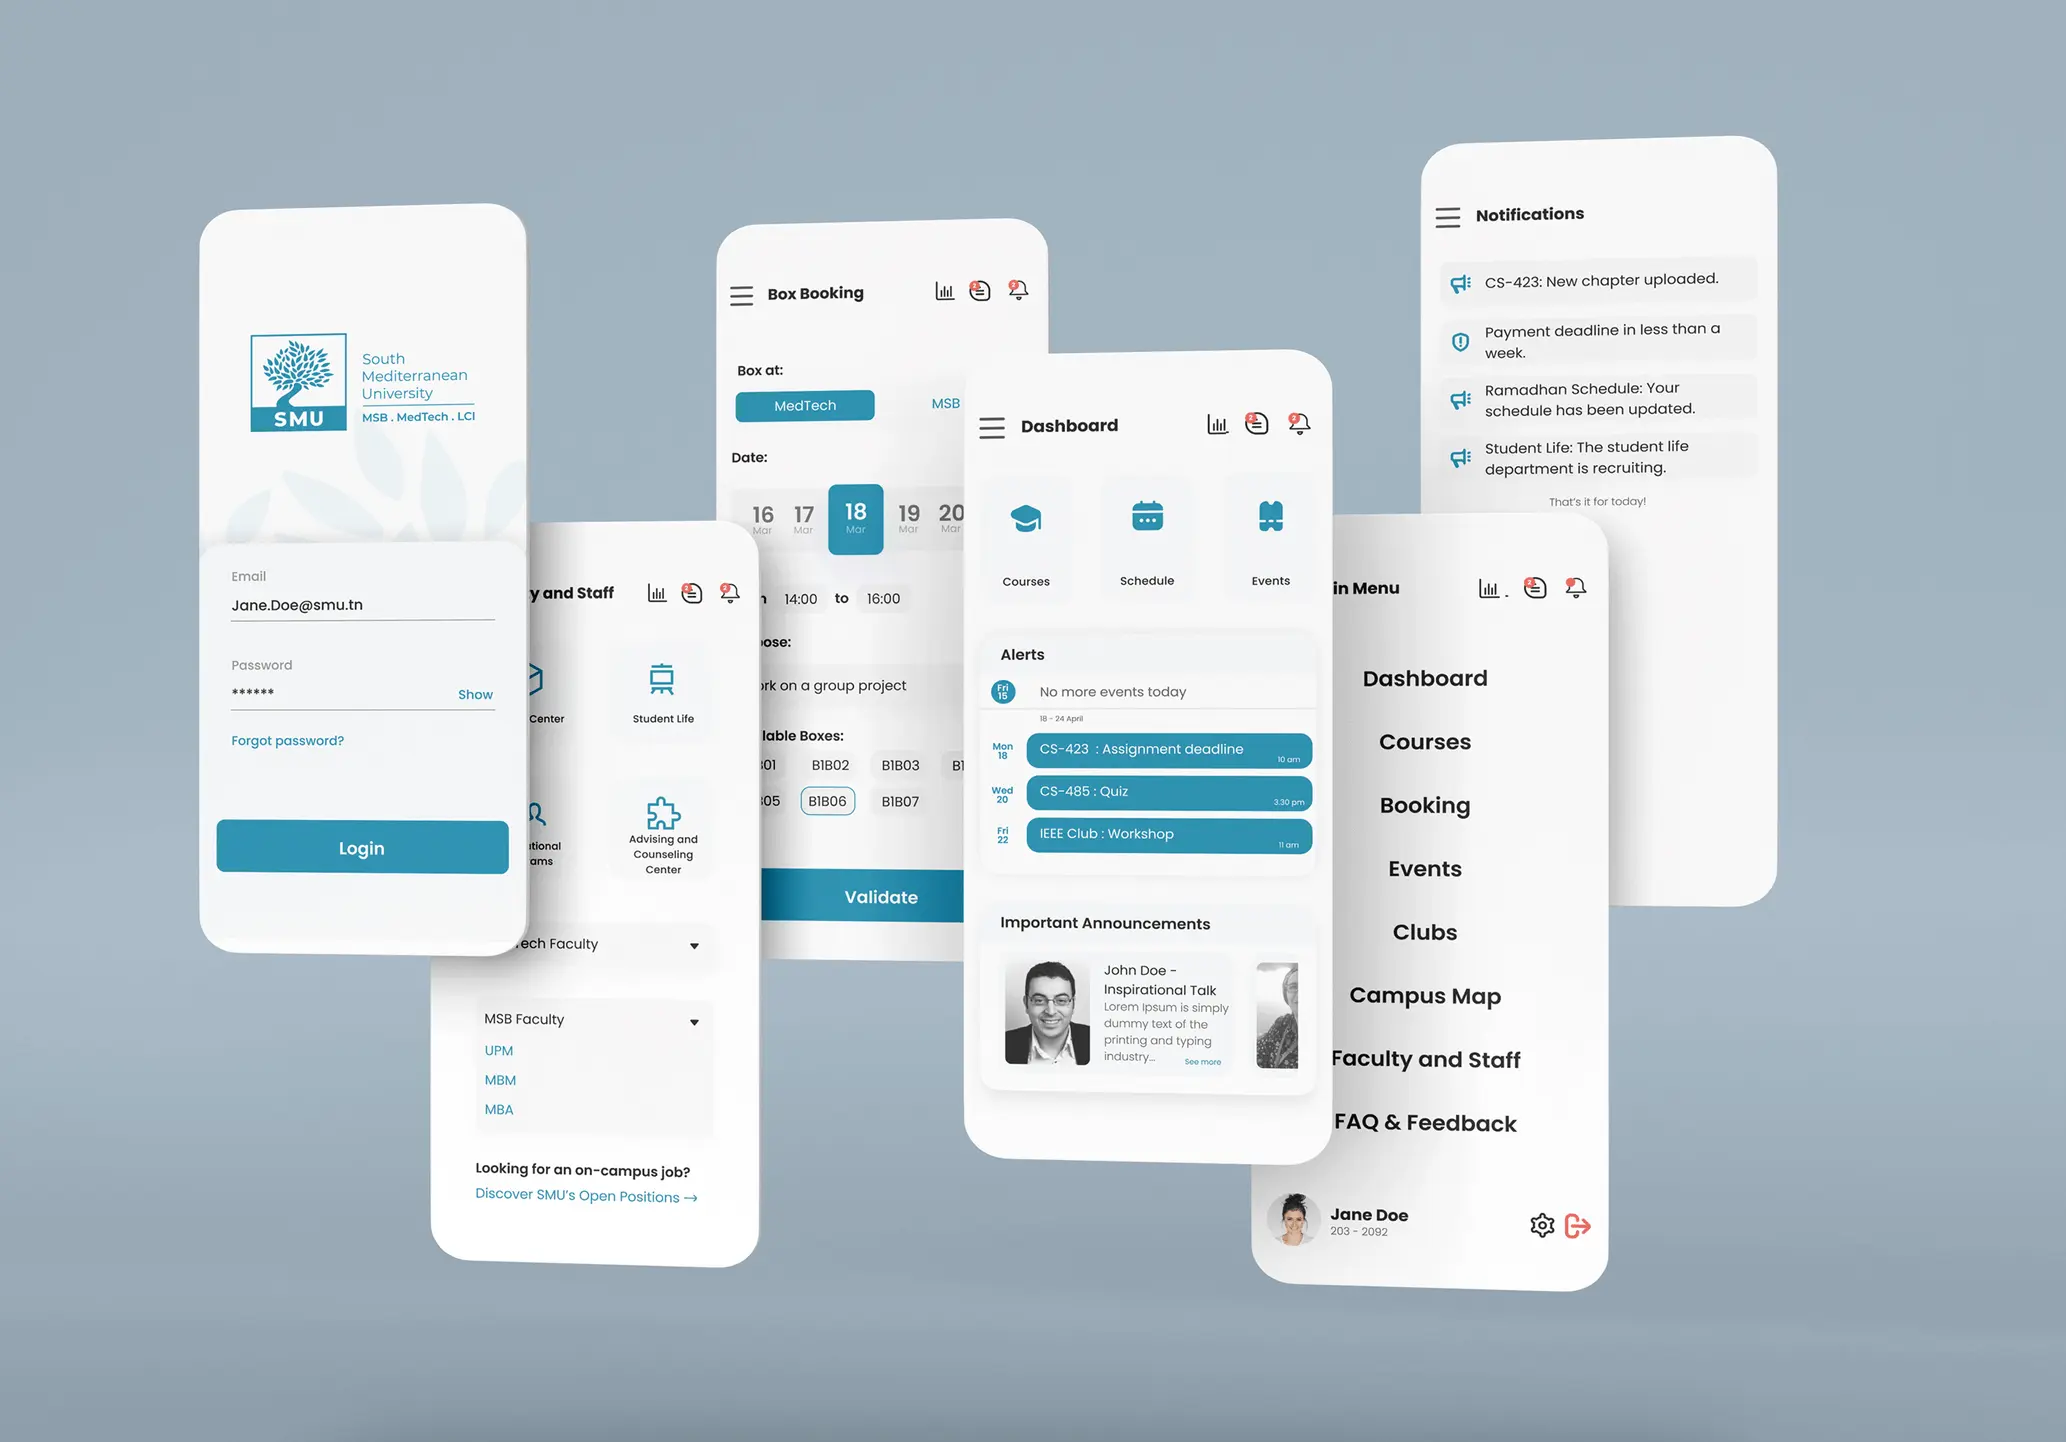 SMU
South
Mediterranean
University
MSB . MedTech . LCI
Email
Jane.Doe@smu.tn
Password
******
Show
Forgot password?
Login
y and Staff
2
2
Center
Student Life
tional
ams
Advising and
Counseling
Center
ech Faculty
MSB Faculty
UPM
MBM
MBA
Looking for an on-campus job?
Discover SMU's Open Positions →
Box Booking
2
2
Box at:
MedTech
MSB
Date:
16 17 18 19 20
Mar Mar Mar Mar Mar
14:00 to 16:00
ose:
rk on a group project
lable Boxes:
01 B1B02 B1B03 B1
05 B1B06 B1B07
Validate
Dashboard
2
2
Courses
Schedule
Events
Alerts
Fri
15
No more events today
18 - 24 April
Mon
18
CS-423 : Assignment deadline
10 am
Wed
20
CS-485 : Quiz
3.30 pm
Fri
22
IEEE Club : Workshop
11 am
Important Announcements
John Doe -
Inspirational Talk
Lorem Ipsum is simply
dummy text of the
printing and typing
industry...
See more
in Menu
2
Dashboard
Courses
Booking
Events
Clubs
Campus Map
Faculty and Staff
FAQ & Feedback
Jane Doe
203 - 2092
Notifications
CS-423: New chapter uploaded.
Payment deadline in less than a
week.
Ramadhan Schedule: Your
schedule has been updated.
Student Life: The student life
department is recruiting.
That's it for today!